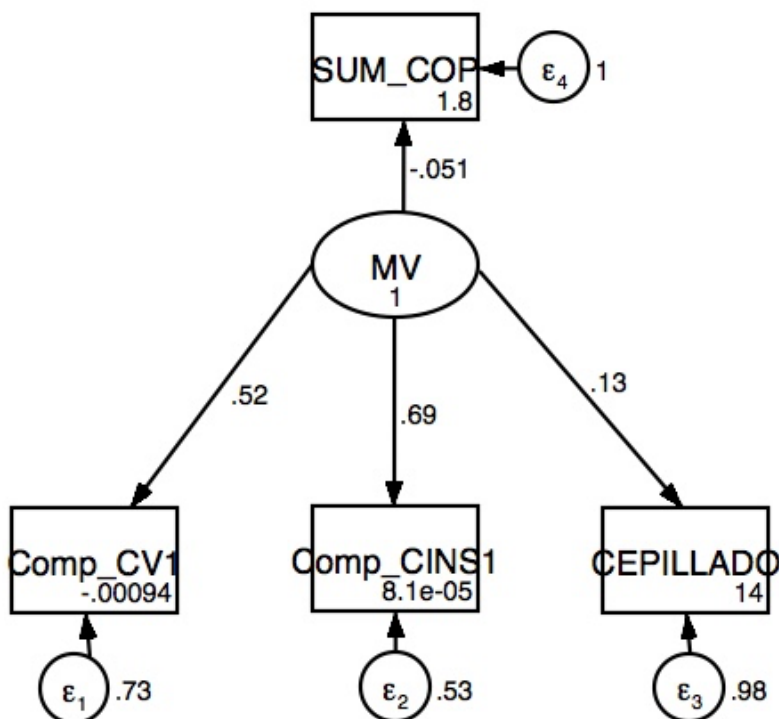 SUM_COP
1.8
ε4
1
-.051
MV
1
.52
.69
.13
Comp_CV1
-.00094
Comp_CINS1
8.1e-05
CEPILLADO
14
ε1
.73
ε2
.53
ε3
.98